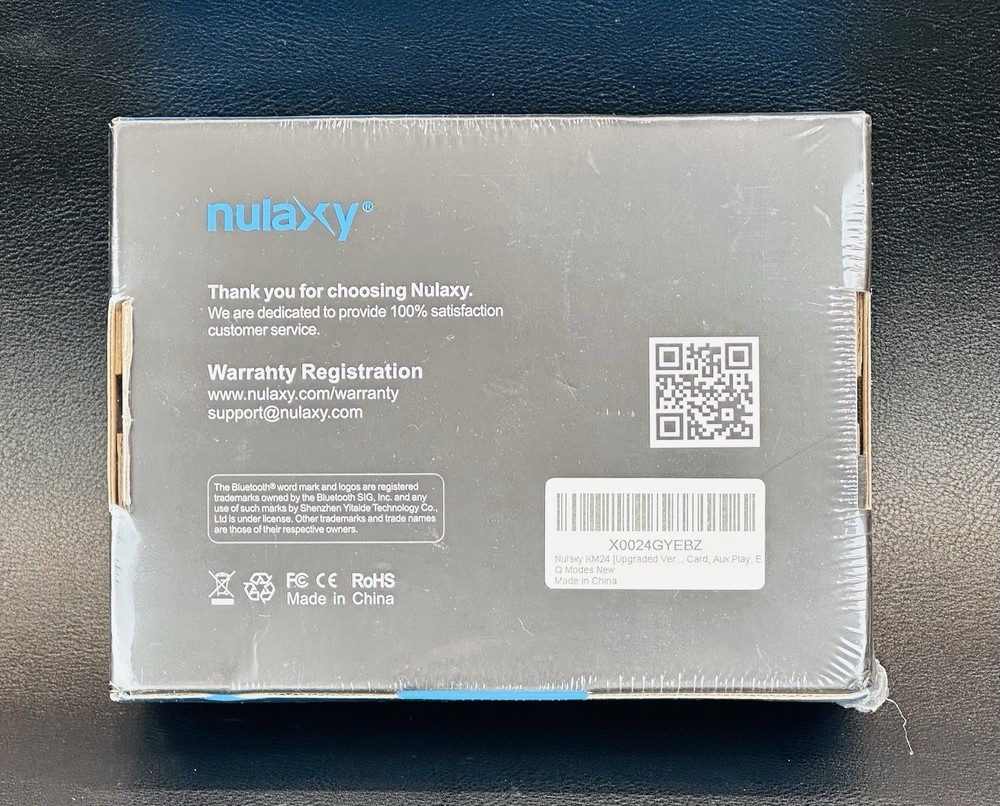 nulaxy®
Thank you for choosing Nulaxy.
We are dedicated to provide 100% satisfaction
customer service.
Warrahty Registration
www.nulaxy.com/warranty
support@nulaxy.com
The Bluetooth® word mark and logos are registered
trademarks owned by the Bluetooth SIG, Inc. and any
use of such marks by Shenzhen Yitaide Technology Co.,
Ltd is under license. Other trademarks and trade names
are those of their respective owners.
FC CE RoHS
Made in China
X0024GYEBZ
Nulaxy KM24 [Upgraded Ver... Card, Aux Play, E
Q Modes New
Made in China